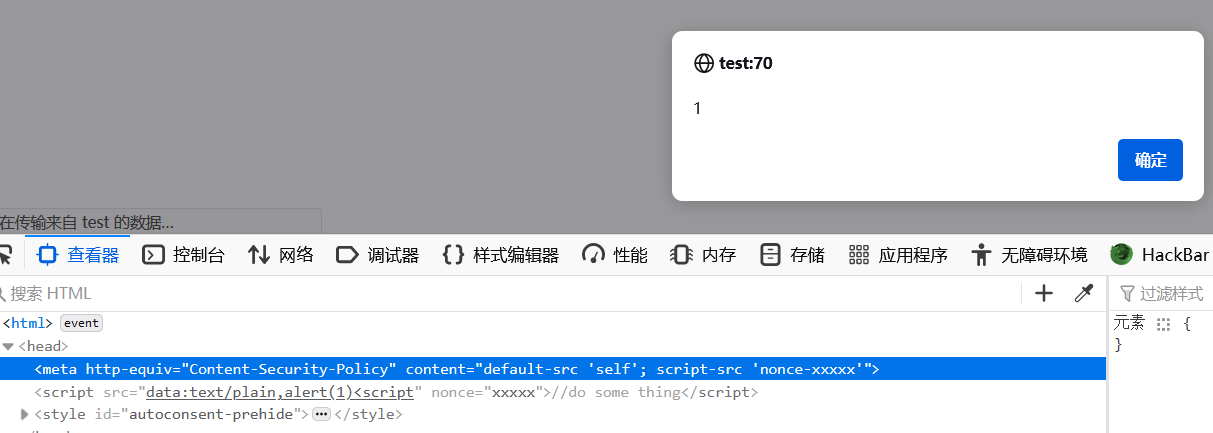 test:70
1
确定
在传输来自 test 的数据...
查看器 控制台 网络 调试器 样式编辑器 性能 内存 存储 应用程序 无障碍环境 HackBar
搜索 HTML 过滤样式
<html> event
元素 {
<head>
}
<meta http-equiv="Content-Security-Policy" content="default-src 'self'; script-src 'nonce-xxxxx'">
<script src="data:text/plain,alert(1)<script" nonce="xxxxx">//do some thing</script>
<style id="autoconsent-prehide">⋯</style>